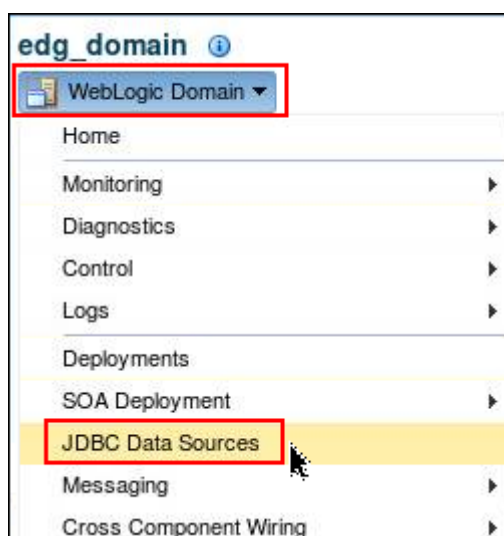 edg_domain
WebLogic Domain
Home
Monitoring
Diagnostics
Control
Logs
Deployments
SOA Deployment
JDBC Data Sources
Messaging
Cross Component Wiring